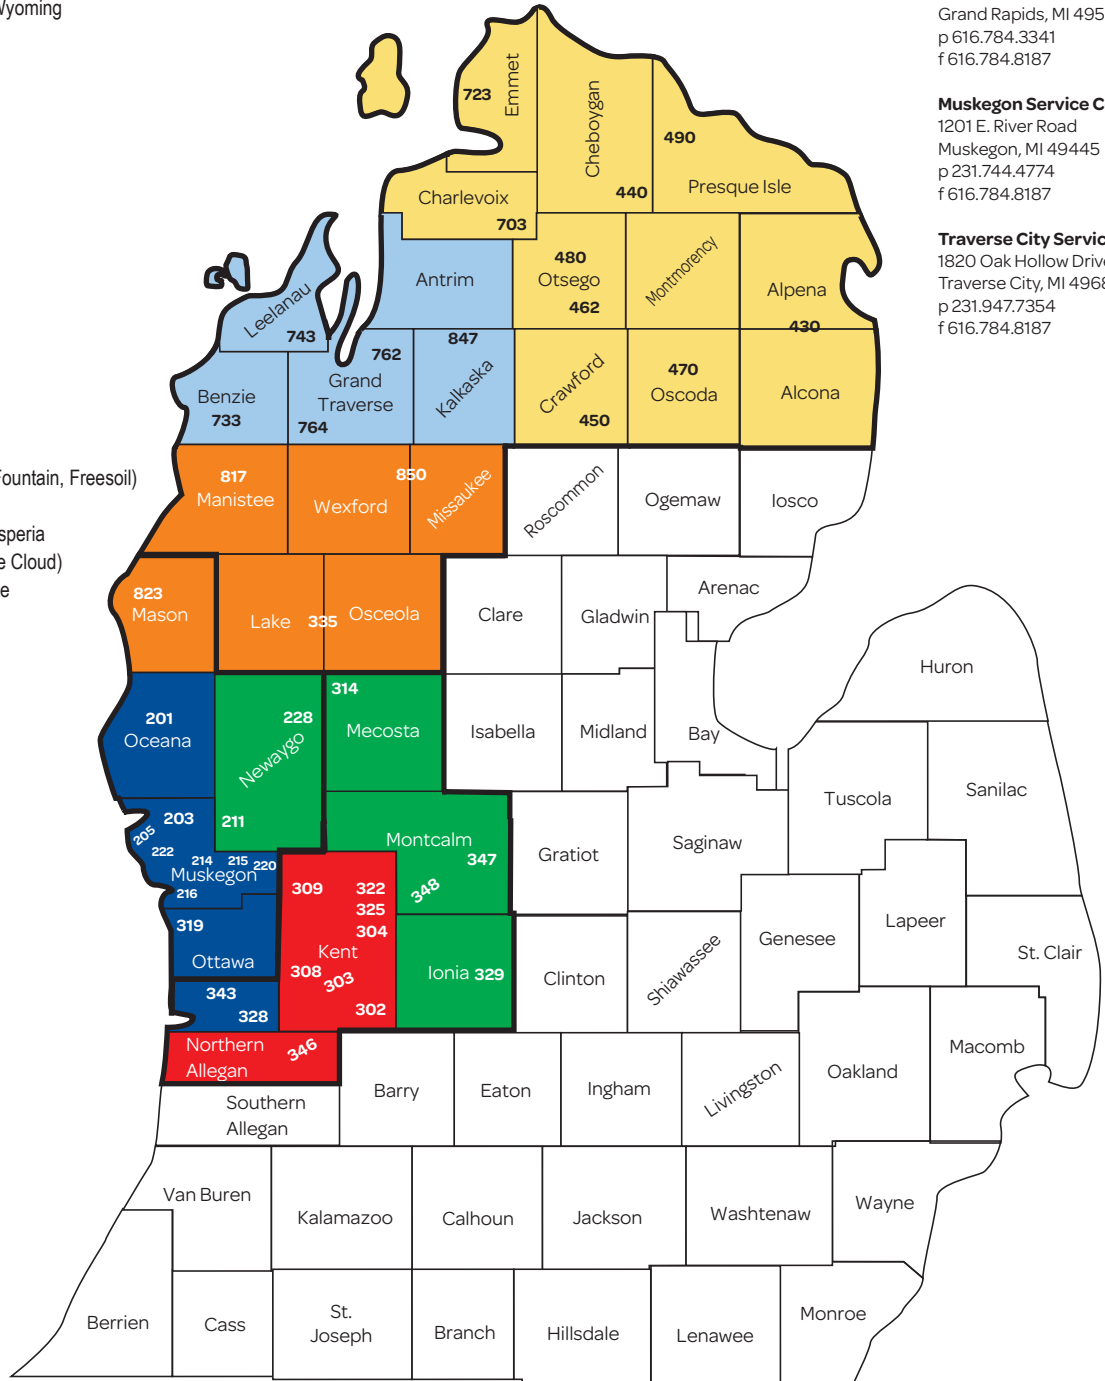 Wyoming
Grand Rapids, MI 495
p 616.784.3341
f 616.784.8187
Muskegon Service C
1201 E. River Road
Muskegon, MI 49445
p 231.744.4774
f 616.784.8187
Traverse City Servic
1820 Oak Hollow Drive
Traverse City, MI 4968
p 231.947.7354
f 616.784.8187
Fountain, Freesoil)
speria
e Cloud)
e
723
Emmet
Cheboygan
440
490
Presque Isle
Charlevoix
703
Antrim
480
Otsego
462
Montmorency
Alpena
430
Leelanau
743
762
Grand
Traverse
764
847
Kalkaska
Benzie
733
Crawford
450
470
Oscoda
Alcona
817
Manistee
Wexford
850
Missaukee
Roscommon
Ogemaw
Iosco
823
Mason
Lake
335
Osceola
Clare
Gladwin
Arenac
Huron
201
Oceana
228
Newaygo
211
314
Mecosta
Isabella
Midland
Bay
Tuscola
Sanilac
203
205
222
214
215
220
Muskegon
216
Montcalm
347
348
Gratiot
Saginaw
309
322
325
304
Kent
308
303
302
319
Ottawa
343
328
Ionia 329
Clinton
Shiawassee
Genesee
Lapeer
St. Clair
Northern
Allegan
346
Southern
Allegan
Barry
Eaton
Ingham
Livingston
Oakland
Macomb
Van Buren
Kalamazoo
Calhoun
Jackson
Washtenaw
Wayne
Berrien
Cass
St.
Joseph
Branch
Hillsdale
Lenawee
Monroe